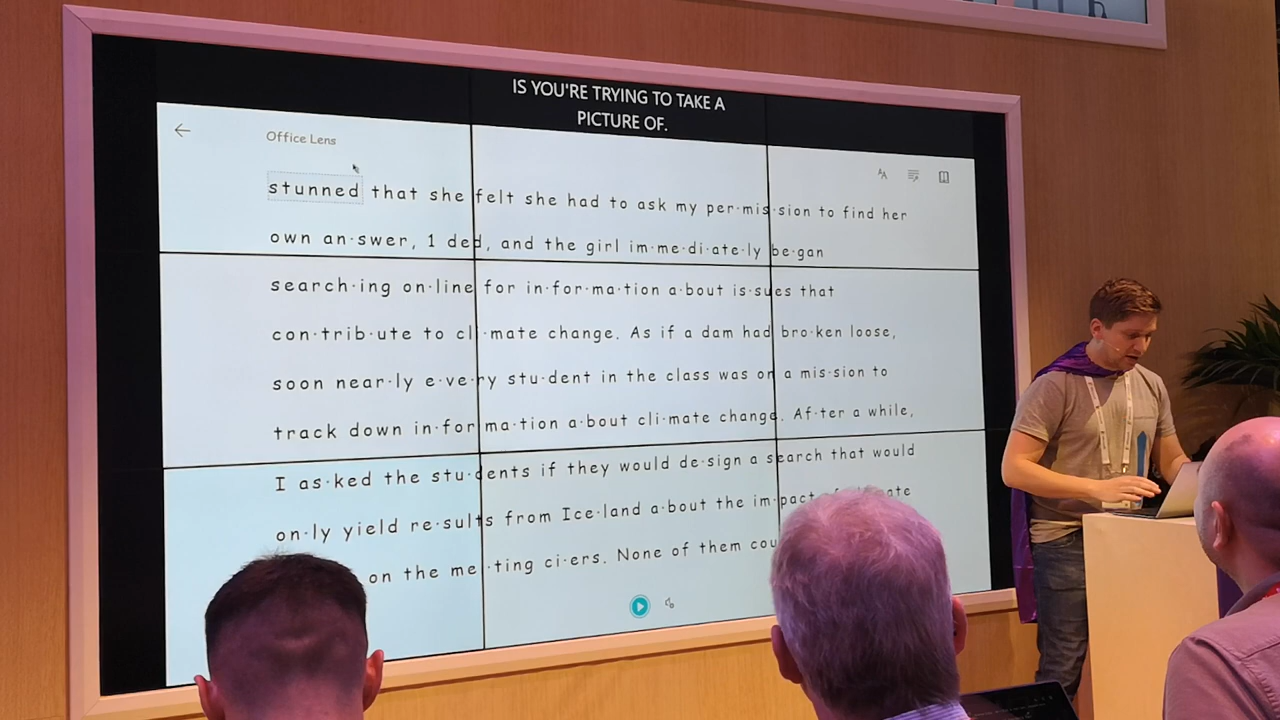 IS YOU'RE TRYING TO TAKE A
PICTURE OF.
Office Lens
stunned that she felt she had to ask my per·mis·sion to find her
own an·swer, 1 ded, and the girl im·me·di·ate·ly be·gan
search·ing on·line for in·for·ma·tion a·bout is·sues that
con·trib·ute to cli·mate change. As if a dam had bro·ken loose,
soon near·ly e·ve·ry stu·dent in the class was on a mis·sion to
track down in·for·ma·tion a·bout cli·mate change. Af·ter a while,
I as·ked the stu·dents if they would de·sign a search that would
on·ly yield re·sults from Ice·land a·bout the im·pact
on the ting ci·ers. None of them